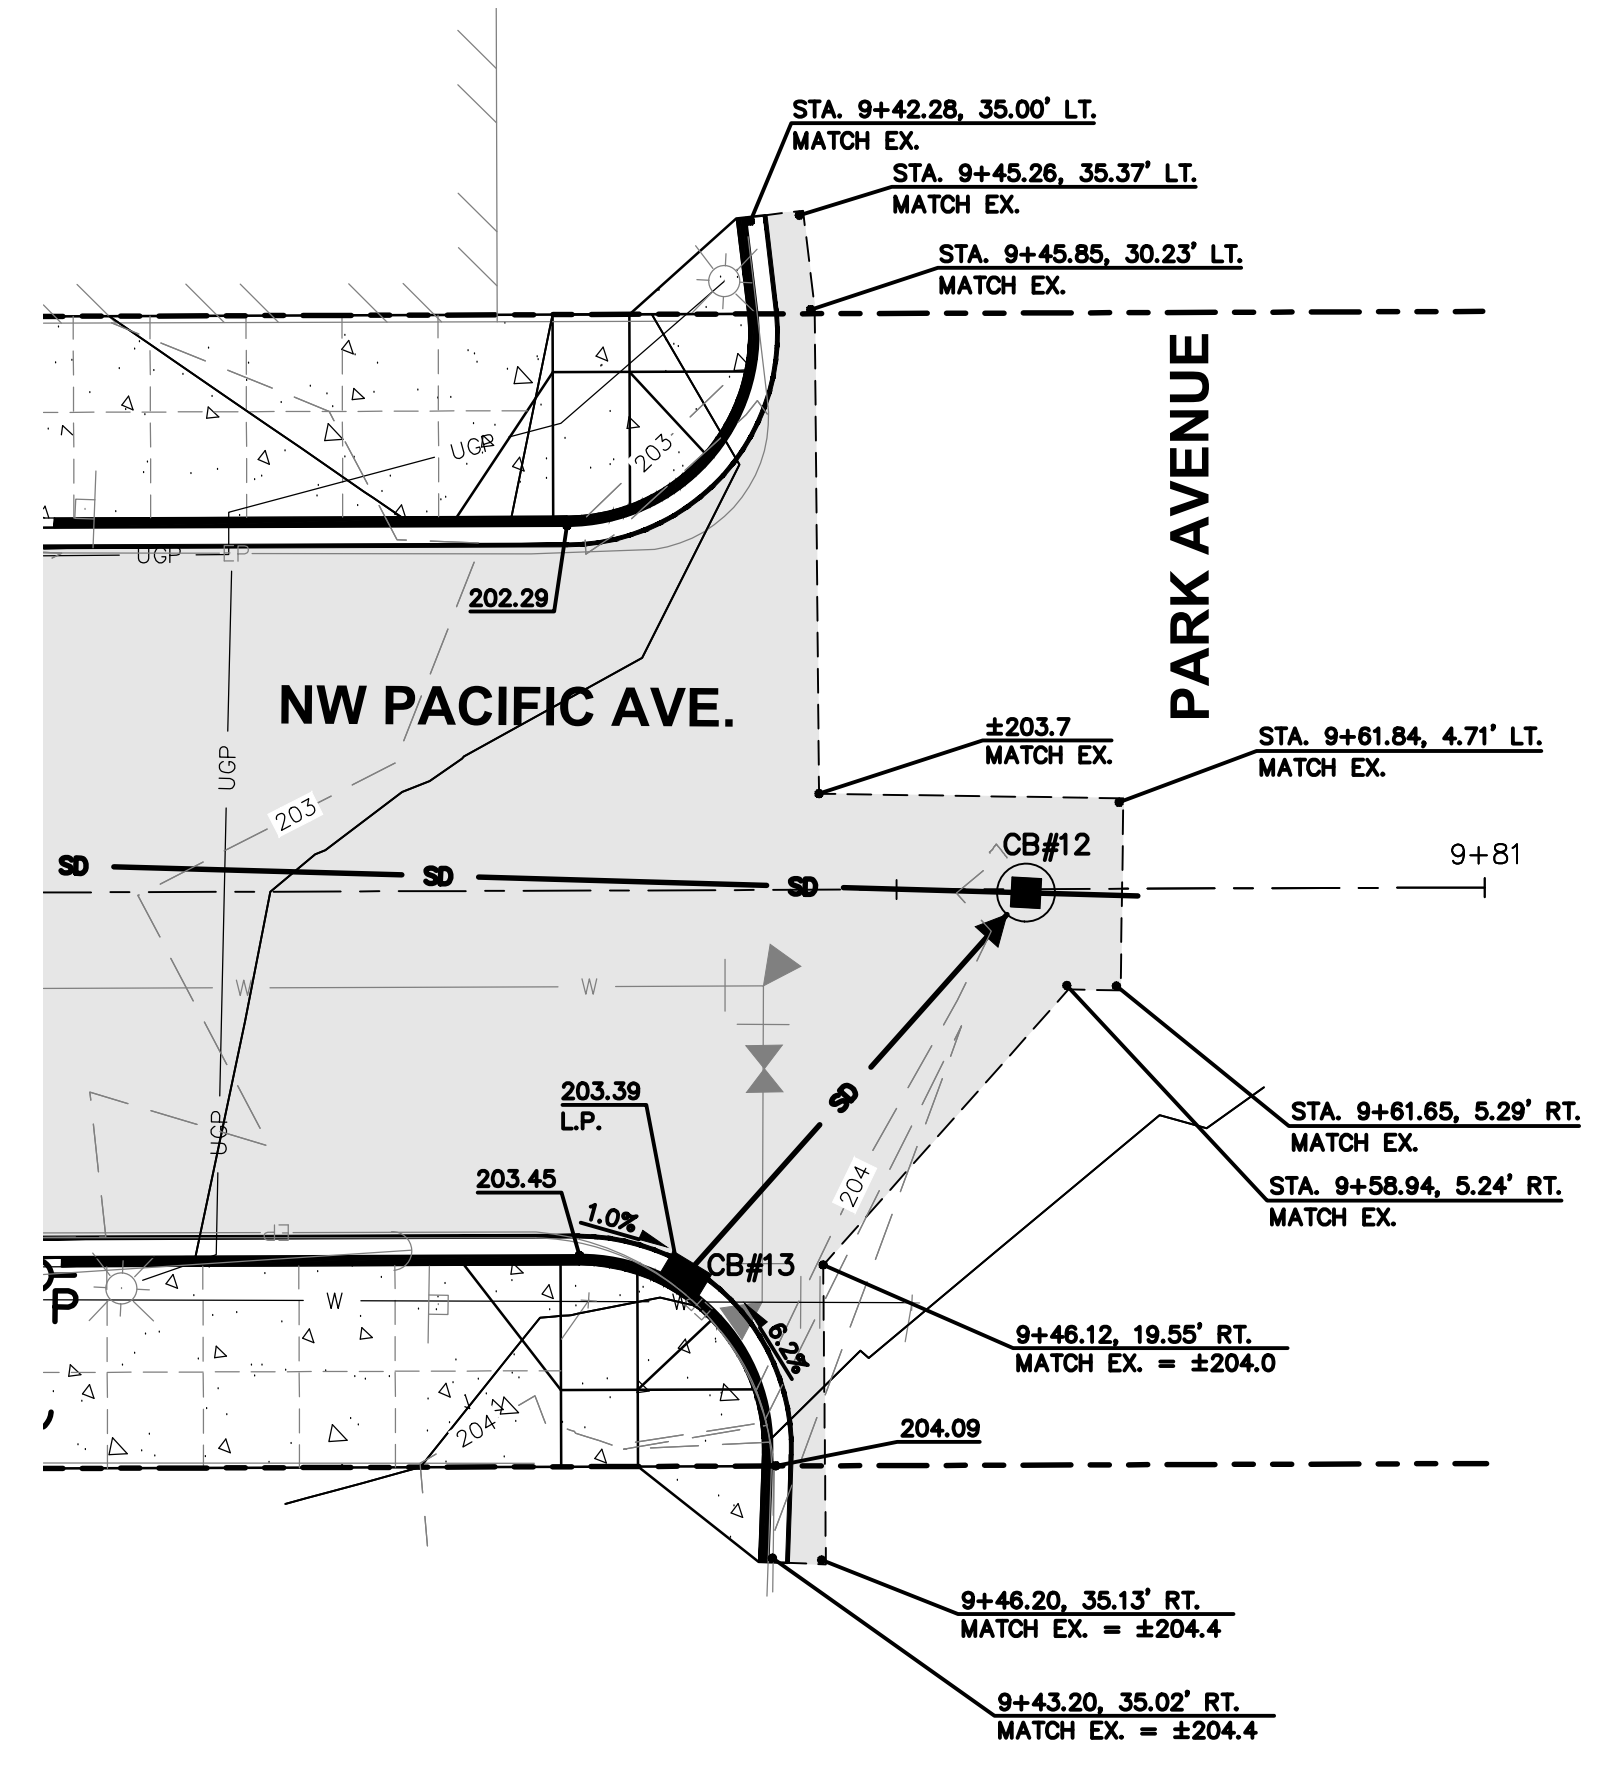 STA. 9+42.28, 35.00' LT.
MATCH EX.
STA. 9+45.26, 35.37' LT.
MATCH EX.
STA. 9+45.85, 30.23' LT.
MATCH EX.
PARK AVENUE
UGP
203
UGP
EP
202.29
NW PACIFIC AVE.
±203.7
MATCH EX.
STA. 9+61.84, 4.71' LT.
MATCH EX.
UGP
203
CB#12
9+81
SD
SD
SD
W
W
203.39
L.P.
SD
UGP
STA. 9+61.65, 5.29' RT.
MATCH EX.
203.45
204
STA. 9+58.94, 5.24' RT.
MATCH EX.
1.0%
EP
CB#13
P
W
W
6.2%
9+46.12, 19.55' RT.
MATCH EX. = ±204.0
204
204.09
9+46.20, 35.13' RT.
MATCH EX. = ±204.4
9+43.20, 35.02' RT.
MATCH EX. = ±204.4